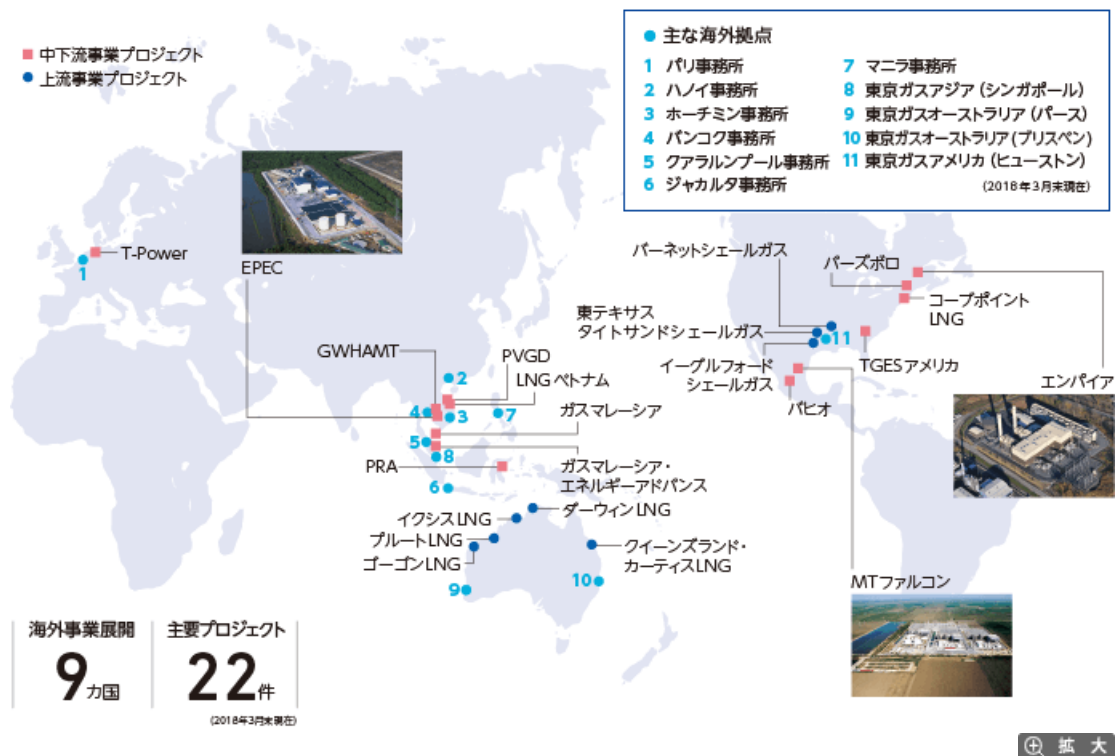 中下流事業プロジェクト
上流事業プロジェクト
主な海外拠点
1 パリ事務所
2 ハノイ事務所
3 ホーチミン事務所
4 バンコク事務所
5 クアラルンプール事務所
6 ジャカルタ事務所
7 マニラ事務所
8 東京ガスアジア（シンガポール）
9 東京ガスオーストラリア（パース）
10 東京ガスオーストラリア（ブリスベン）
11 東京ガスアメリカ（ヒューストン）
（2018年3月末現在）
T-Power
1
EPEC
GWHAMT
PVGD
LNGベトナム
2
4
3
7
ガスマレーシア
5
8
PRA
ガスマレーシア・
エネルギーアドバンス
6
ダーウィンLNG
イクシスLNG
プルートLNG
ゴーゴンLNG
クイーンズランド・
カーティスLNG
9
10
バーネットシェールガス
パーズボロ
東テキサス
タイトサンドシェールガス
コーブポイント
LNG
11
イーグルフォード
シェールガス
TGESアメリカ
エンパイア
バヒオ
MTファルコン
海外事業展開
9カ国
主要プロジェクト
22件
（2018年3月末現在）
拡大